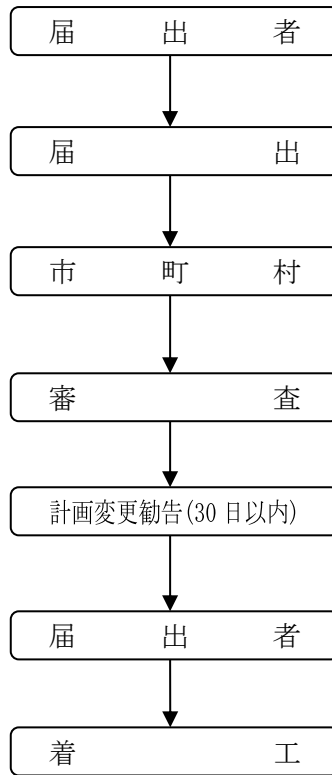 届出者
届出
市町村
審査
計画変更勧告(30日以内)
届出者
着工